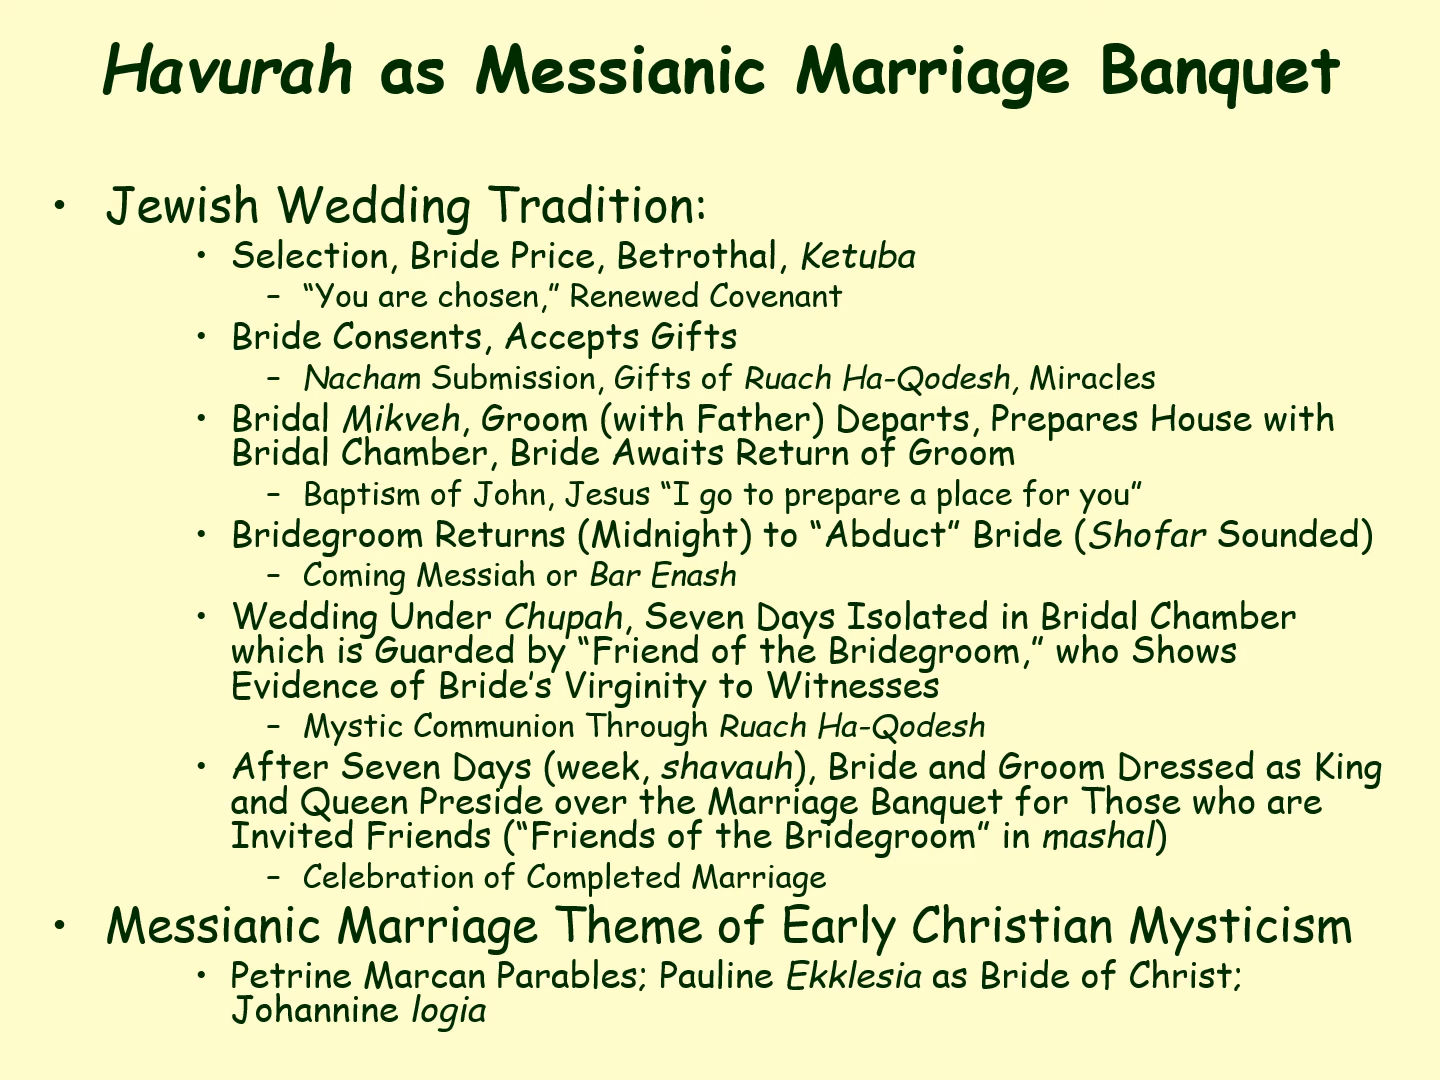 Havurah as Messianic Marriage Banquet
• Jewish Wedding Tradition:
• Selection, Bride Price, Betrothal, Ketuba
– “You are chosen,” Renewed Covenant
• Bride Consents, Accepts Gifts
– Nacham Submission, Gifts of Ruach Ha-Qodesh, Miracles
• Bridal Mikveh, Groom (with Father) Departs, Prepares House with
Bridal Chamber, Bride Awaits Return of Groom
– Baptism of John, Jesus “I go to prepare a place for you”
• Bridegroom Returns (Midnight) to “Abduct” Bride (Shofar Sounded)
– Coming Messiah or Bar Enash
• Wedding Under Chupah, Seven Days Isolated in Bridal Chamber
which is Guarded by “Friend of the Bridegroom,” who Shows
Evidence of Bride’s Virginity to Witnesses
– Mystic Communion Through Ruach Ha-Qodesh
• After Seven Days (week, shavauh), Bride and Groom Dressed as King
and Queen Preside over the Marriage Banquet for Those who are
Invited Friends (“Friends of the Bridegroom” in mashal)
– Celebration of Completed Marriage
• Messianic Marriage Theme of Early Christian Mysticism
• Petrine Marcan Parables; Pauline Ekklesia as Bride of Christ;
Johannine logia